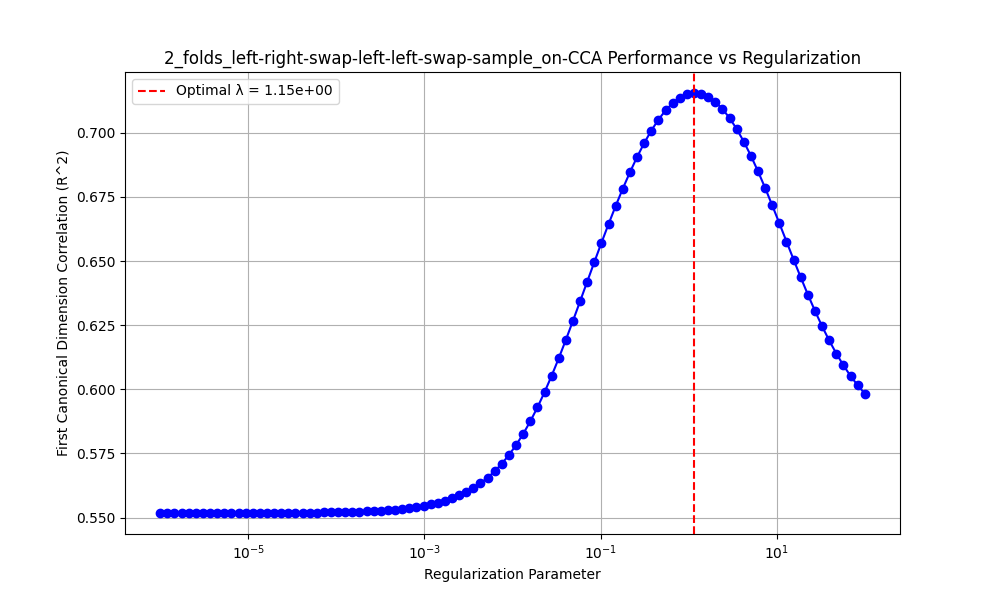 2_folds_left-right-swap-left-left-swap-sample_on-CCA Performance vs Regularization
Optimal λ = 1.15e+00
First Canonical Dimension Correlation (R^2)
0.700
0.675
0.650
0.625
0.600
0.575
0.550
10⁻⁵ 10⁻³ 10⁻¹ 10¹
Regularization Parameter